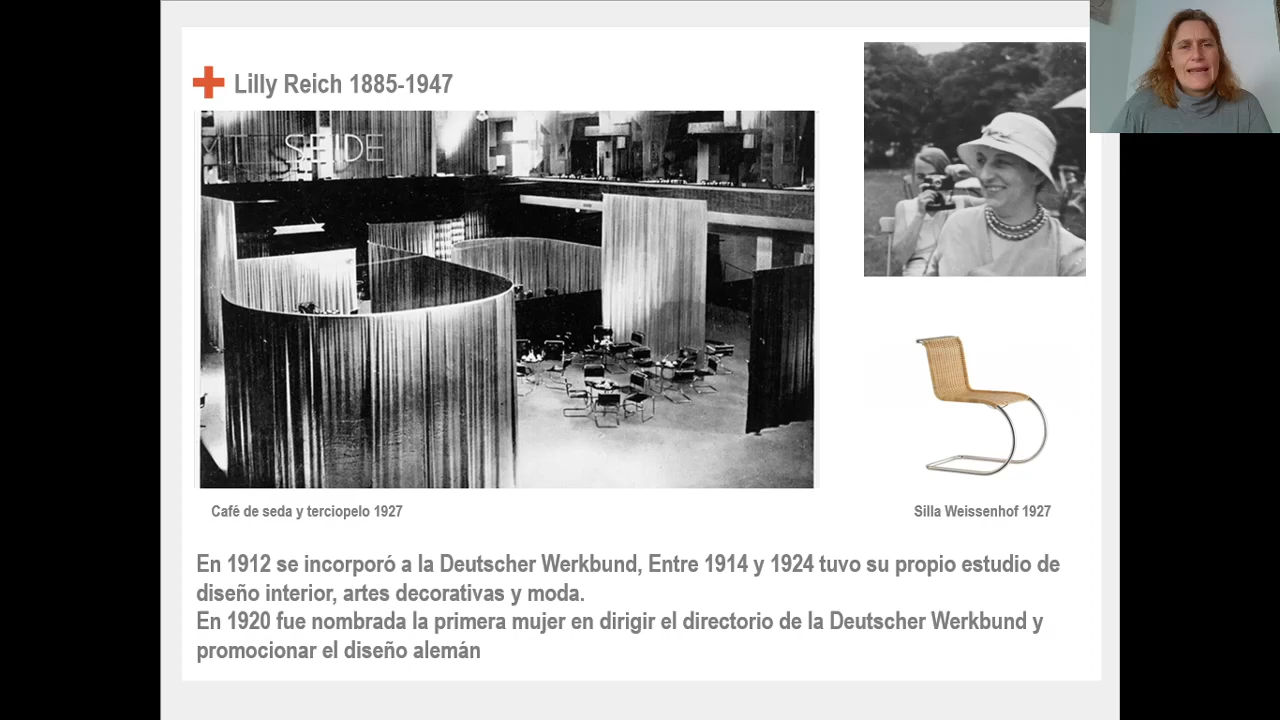 Lilly Reich 1885-1947
SEIDE
Café de seda y terciopelo 1927
Silla Weissenhof 1927
En 1912 se incorporó a la Deutscher Werkbund, Entre 1914 y 1924 tuvo su propio estudio de
diseño interior, artes decorativas y moda.
En 1920 fue nombrada la primera mujer en dirigir el directorio de la Deutscher Werkbund y
promocionar el diseño alemán